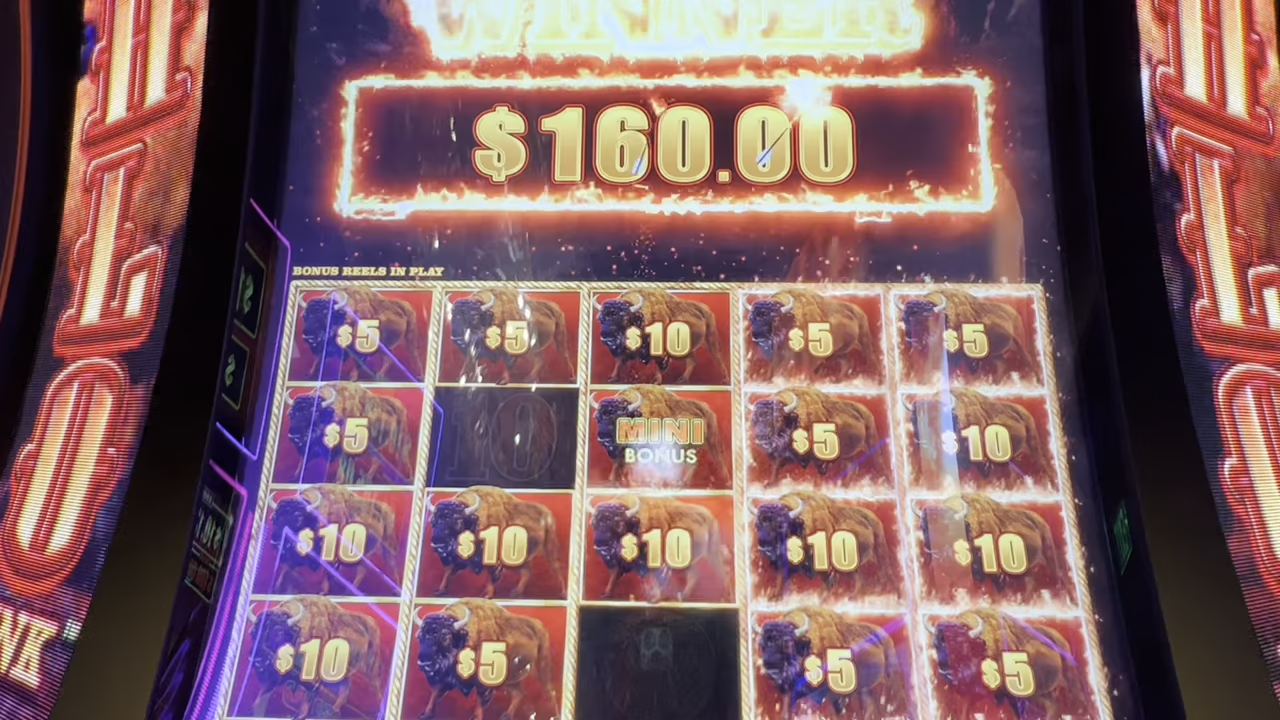 $160.00
BONUS REELS IN PLAY
$5 $5 $10 $5 $5
$5 10 MINI BONUS $5 $10
$10 $10 $10 $10 $10
$10 $5 $5 $5